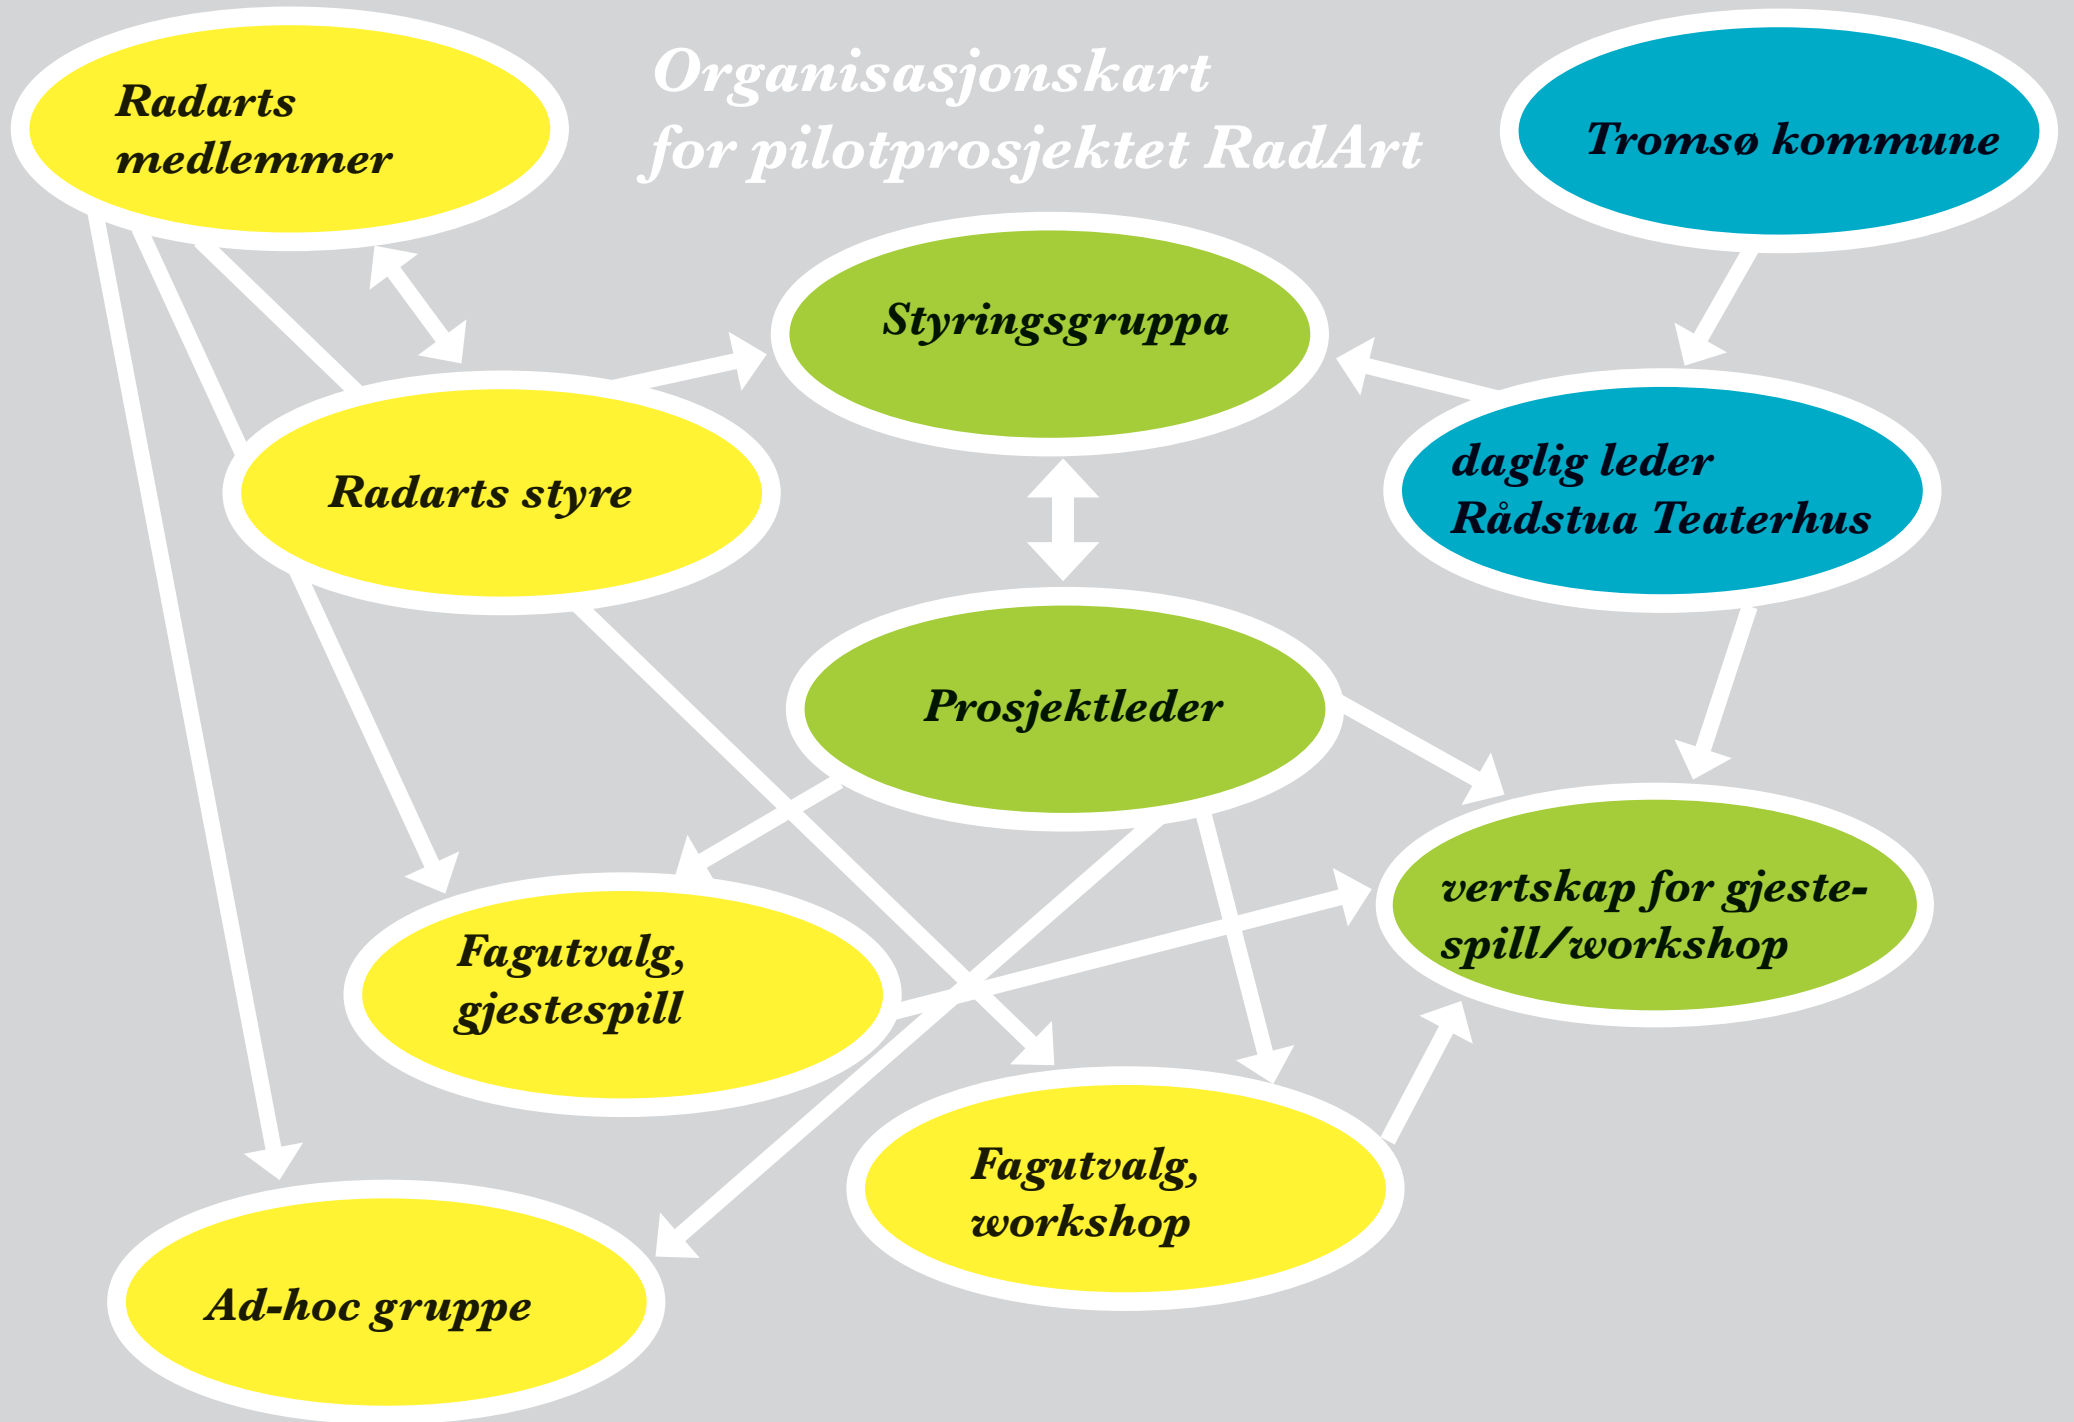 Organisasjonskart
for pilotprosjektet RadArt
Radarts
medlemmer
Tromsø kommune
Styringsgruppa
Radarts styre
daglig leder
Rådstua Teaterhus
Prosjektleder
vertskap for gjeste-
spill/workshop
Fagutvalg,
gjestespill
Fagutvalg,
workshop
Ad-hoc gruppe